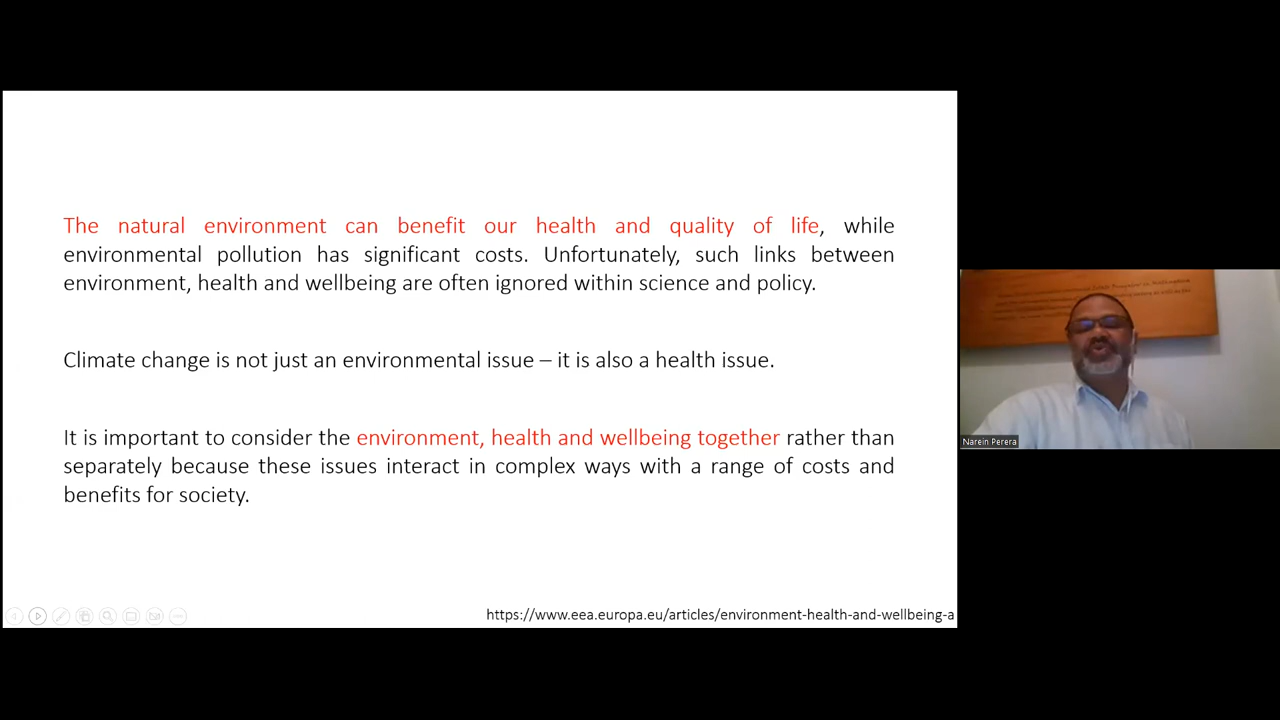 The natural environment can benefit our health and quality of life, while
environmental pollution has significant costs. Unfortunately, such links between
environment, health and wellbeing are often ignored within science and policy.
Climate change is not just an environmental issue – it is also a health issue.
It is important to consider the environment, health and wellbeing together rather than
separately because these issues interact in complex ways with a range of costs and
benefits for society.
https://www.eea.europa.eu/articles/environment-health-and-wellbeing-a
Narein Perera